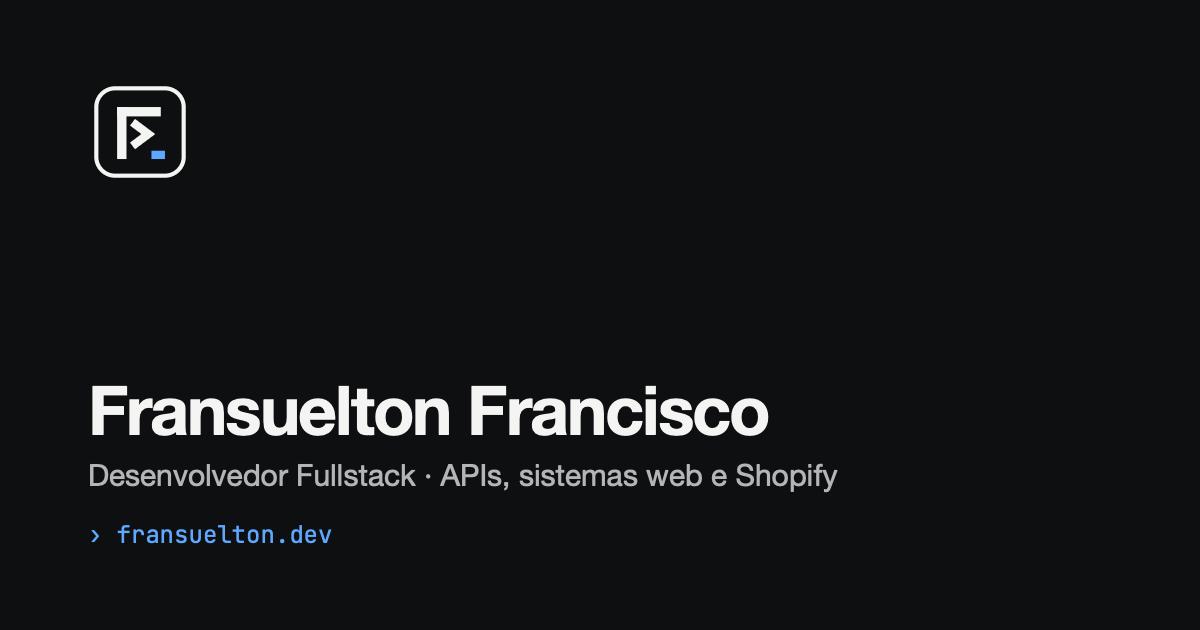 Fransuelton Francisco
Desenvolvedor Fullstack · APIs, sistemas web e Shopify
› fransuelton.dev